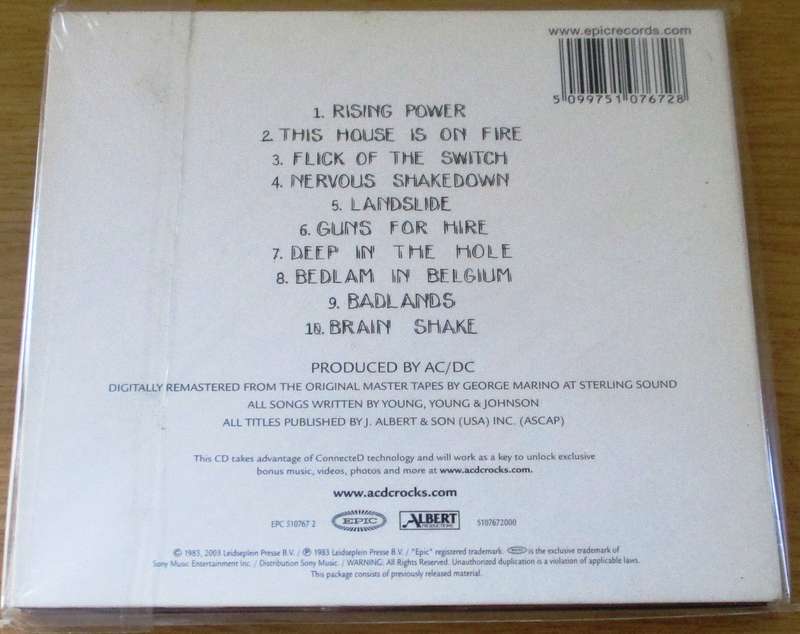 www.epicrecords.com
5 099751 076728
1. RISING POWER
2. THIS HOUSE IS ON FIRE
3. FLICK OF THE SWITCH
4. NERVOUS SHAKEDOWN
5. LANDSLIDE
6. GUNS FOR HIRE
7. DEEP IN THE HOLE
8. BEDLAM IN BELGIUM
9. BADLANDS
10. BRAIN SHAKE
PRODUCED BY AC/DC
DIGITALLY REMASTERED FROM THE ORIGINAL MASTER TAPES BY GEORGE MARINO AT STERLING SOUND
ALL SONGS WRITTEN BY YOUNG, YOUNG & JOHNSON
ALL TITLES PUBLISHED BY J. ALBERT & SON (USA) INC. (ASCAP)
This CD takes advantage of ConnecteD technology and will work as a key to unlock exclusive
bonus music, videos, photos and more at www.acdcrocks.com.
www.acdcrocks.com
EPC 510767 2 EPIC ALBERT PRODUCTIONS 5107672000
© 1983, 2003 Leidseplein Presse B.V. / ℗ 1983 Leidseplein Presse B.V. / "Epic" registered trademark. EPIC is the exclusive trademark of
Sony Music Entertainment Inc. / Distribution Sony Music. / WARNING: All Rights Reserved. Unauthorized duplication is a violation of applicable laws.
This package consists of previously released material.